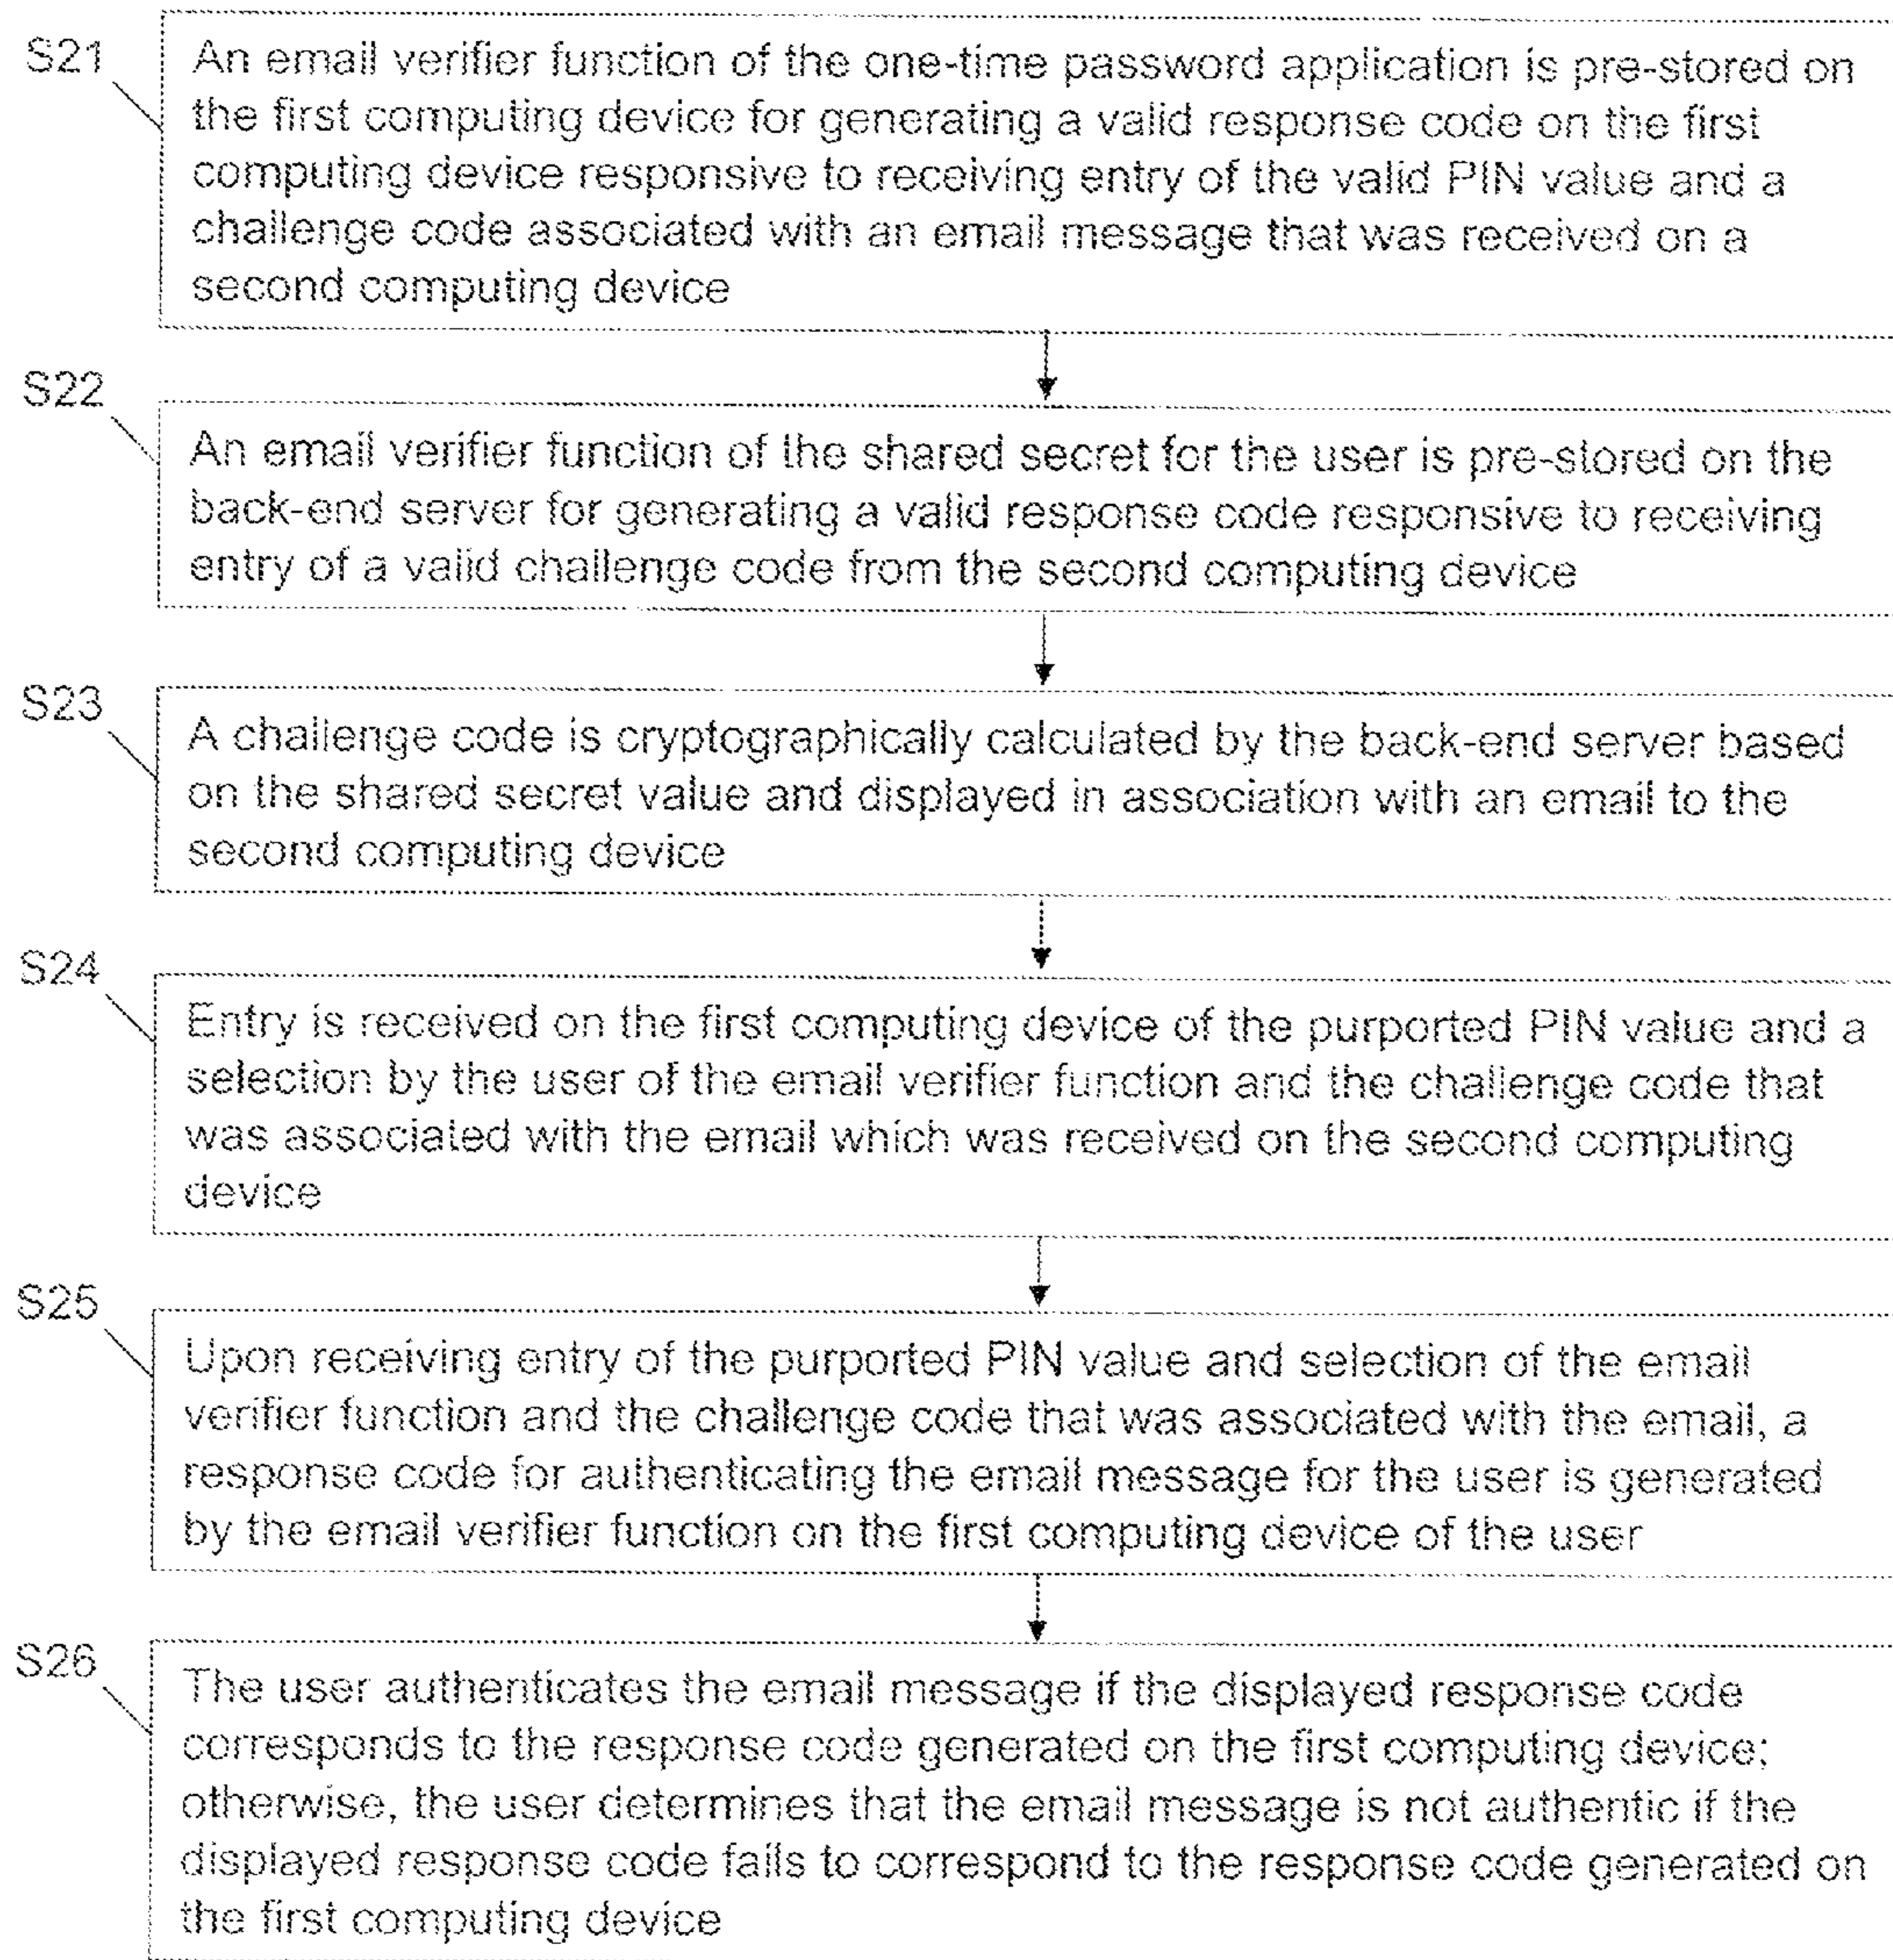 S21
An email verifier function of the one-time password application is pre-stored on
the first computing device for generating a valid response code on the first
computing device responsive to receiving entry of the valid PIN value and a
challenge code associated with an email message that was received on a
second computing device
S22
An email verifier function of the shared secret for the user is pre-stored on the
back-end server for generating a valid response code responsive to receiving
entry of a valid challenge code from the second computing device
S23
A challenge code is cryptographically calculated by the back-end server based
on the shared secret value and displayed in association with an email to the
second computing device
S24
Entry is received on the first computing device of the purported PIN value and a
selection by the user of the email verifier function and the challenge code that
was associated with the email which was received on the second computing
device
S25
Upon receiving entry of the purported PIN value and selection of the email
verifier function and the challenge code that was associated with the email, a
response code for authenticating the email message for the user is generated
by the email verifier function on the first computing device of the user
S26
The user authenticates the email message if the displayed response code
corresponds to the response code generated on the first computing device;
otherwise, the user determines that the email message is not authentic if the
displayed response code fails to correspond to the response code generated on
the first computing device